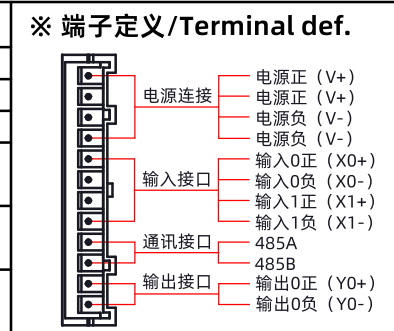 ※ 端子定义/Terminal def.
电源连接
电源正（V+）
电源正（V+）
电源负（V-）
电源负（V-）
输入接口
输入0正（X0+）
输入0负（X0-）
输入1正（X1+）
输入1负（X1-）
通讯接口
485A
485B
输出接口
输出0正（Y0+）
输出0负（Y0-）